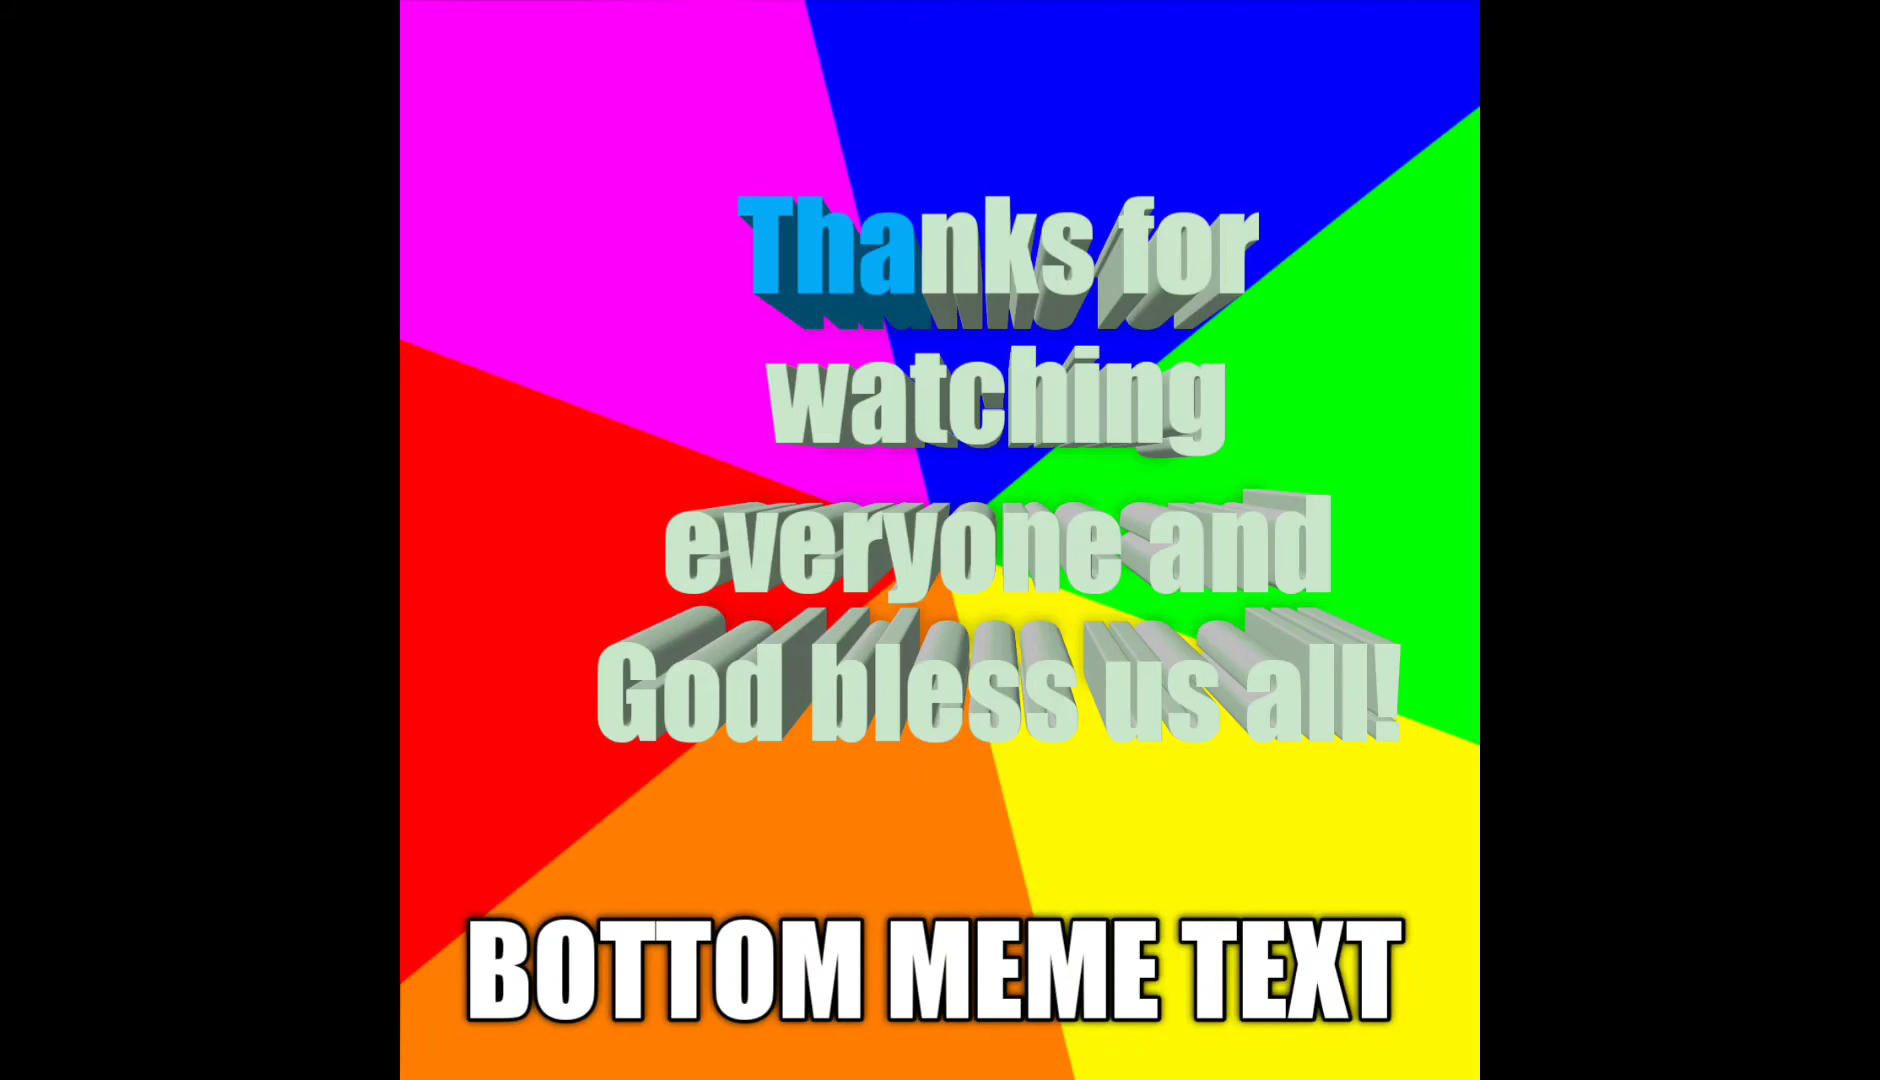 Thanks for
watching
everyone and
God bless us all!
BOTTOM MEME TEXT